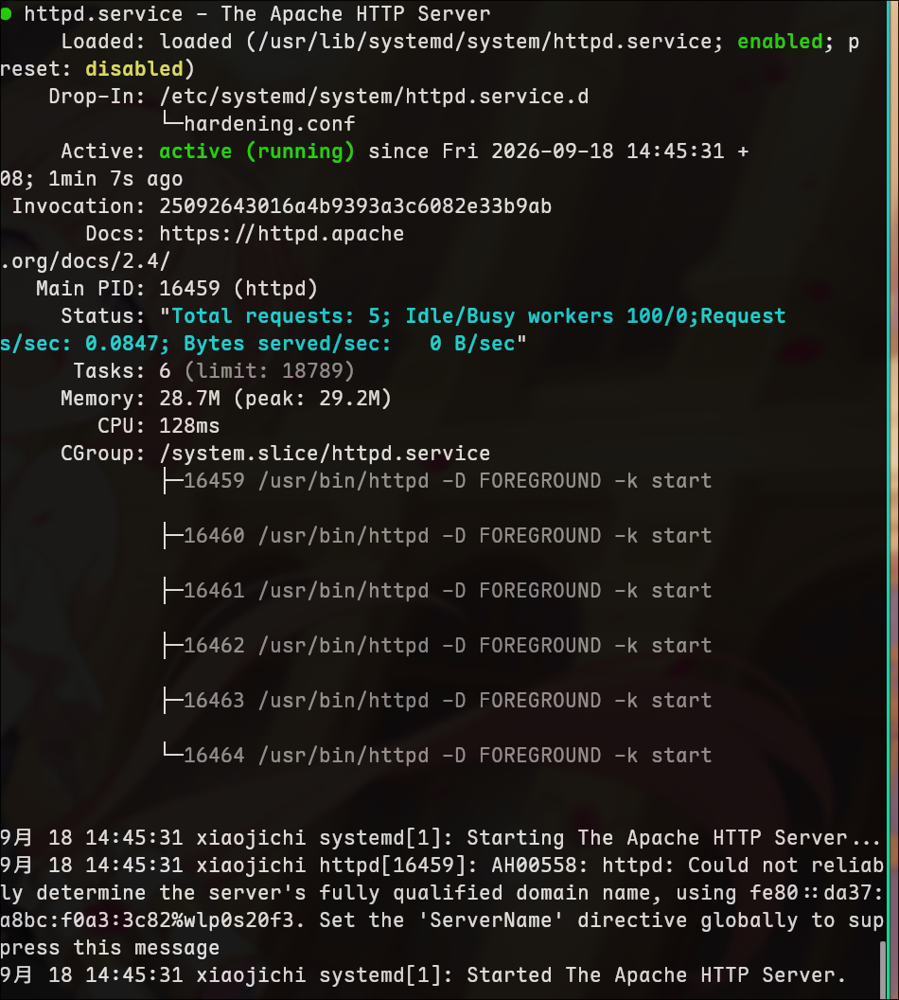 ● httpd.service - The Apache HTTP Server
     Loaded: loaded (/usr/lib/systemd/system/httpd.service; enabled; p
reset: disabled)
    Drop-In: /etc/systemd/system/httpd.service.d
             └─hardening.conf
     Active: active (running) since Fri 2026-09-18 14:45:31 +
08; 1min 7s ago
 Invocation: 25092643016a4b9393a3c6082e33b9ab
       Docs: https://httpd.apache
.org/docs/2.4/
   Main PID: 16459 (httpd)
     Status: "Total requests: 5; Idle/Busy workers 100/0;Request
s/sec: 0.0847; Bytes served/sec:   0 B/sec"
      Tasks: 6 (limit: 18789)
     Memory: 28.7M (peak: 29.2M)
        CPU: 128ms
     CGroup: /system.slice/httpd.service
             ├─16459 /usr/bin/httpd -D FOREGROUND -k start
             ├─16460 /usr/bin/httpd -D FOREGROUND -k start
             ├─16461 /usr/bin/httpd -D FOREGROUND -k start
             ├─16462 /usr/bin/httpd -D FOREGROUND -k start
             ├─16463 /usr/bin/httpd -D FOREGROUND -k start
             └─16464 /usr/bin/httpd -D FOREGROUND -k start
9月 18 14:45:31 xiaojichi systemd[1]: Starting The Apache HTTP Server...
9月 18 14:45:31 xiaojichi httpd[16459]: AH00558: httpd: Could not reliab
ly determine the server's fully qualified domain name, using fe80::da37:
a8bc:f0a3:3c82%wlp0s20f3. Set the 'ServerName' directive globally to sup
press this message
9月 18 14:45:31 xiaojichi systemd[1]: Started The Apache HTTP Server.